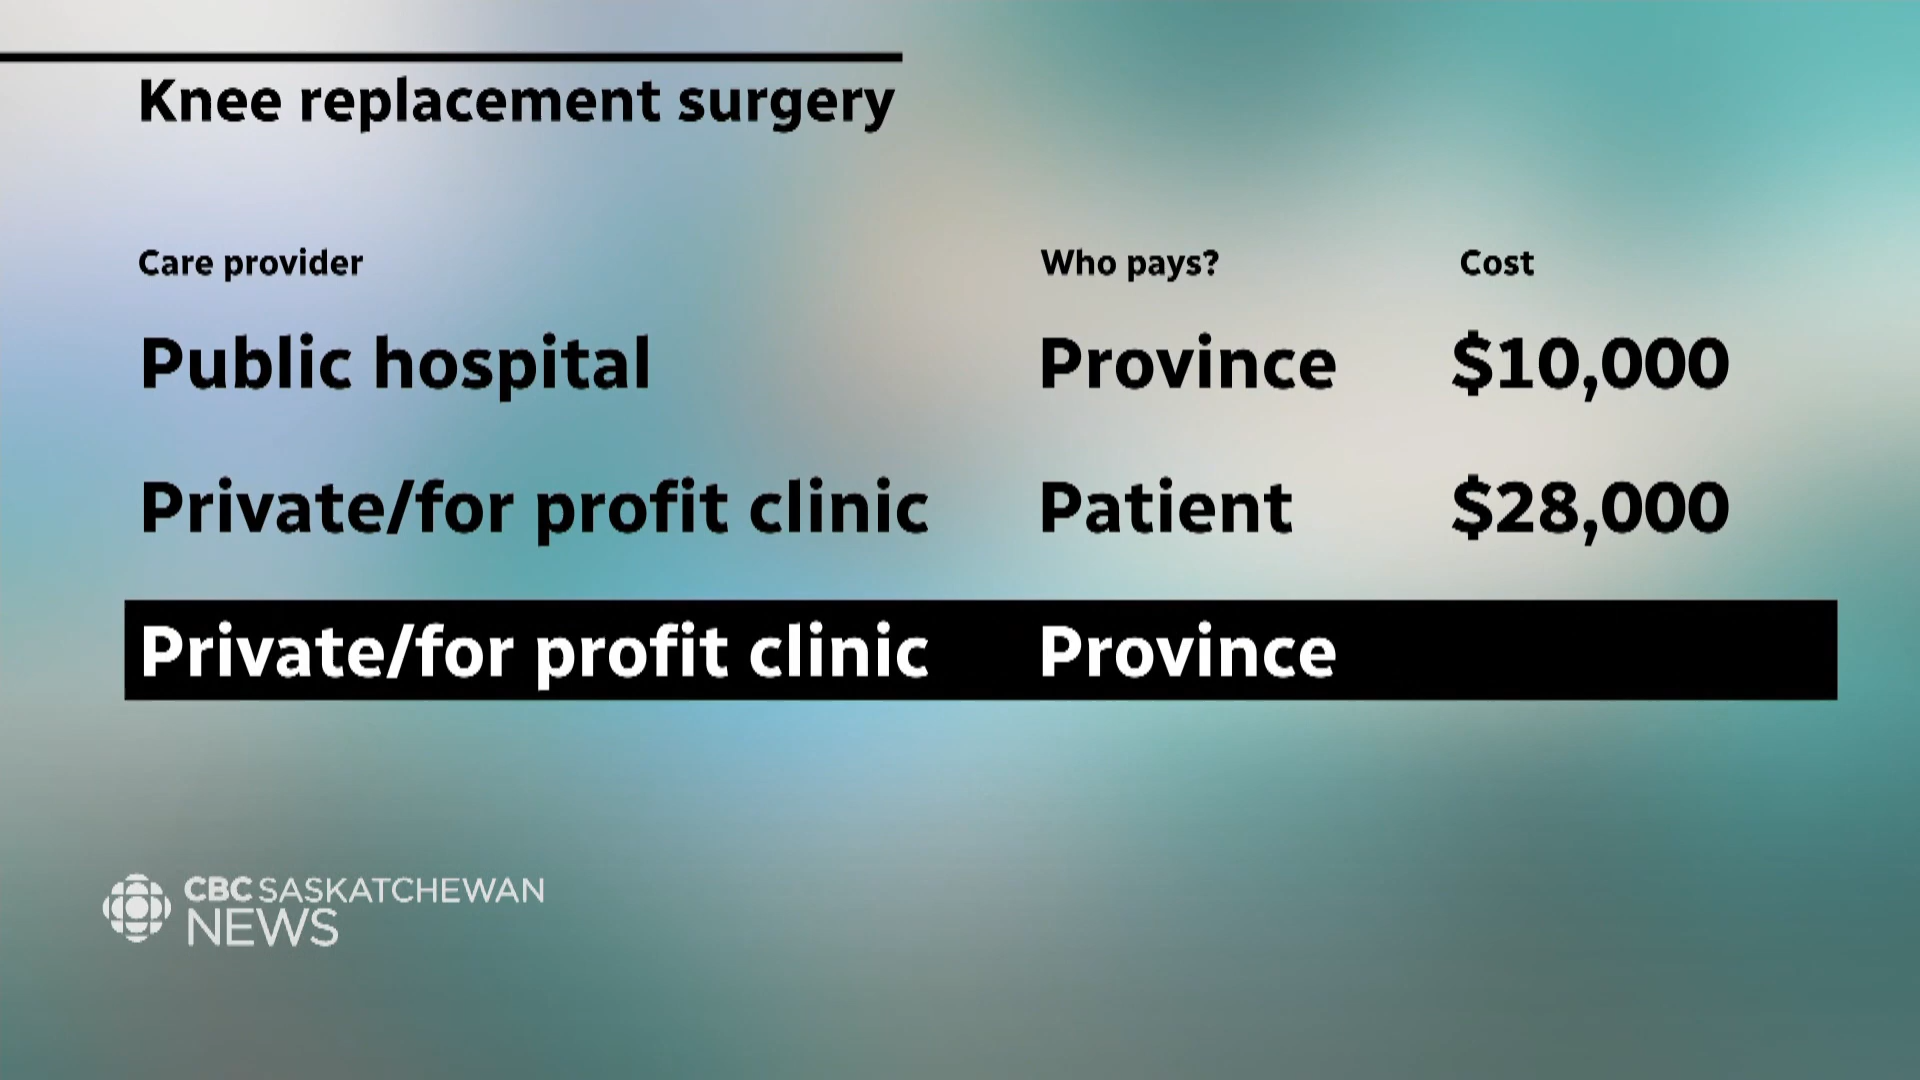 Knee replacement surgery
Care provider Who pays? Cost
Public hospital Province $10,000
Private/for profit clinic Patient $28,000
Private/for profit clinic Province
CBC SASKATCHEWAN
NEWS